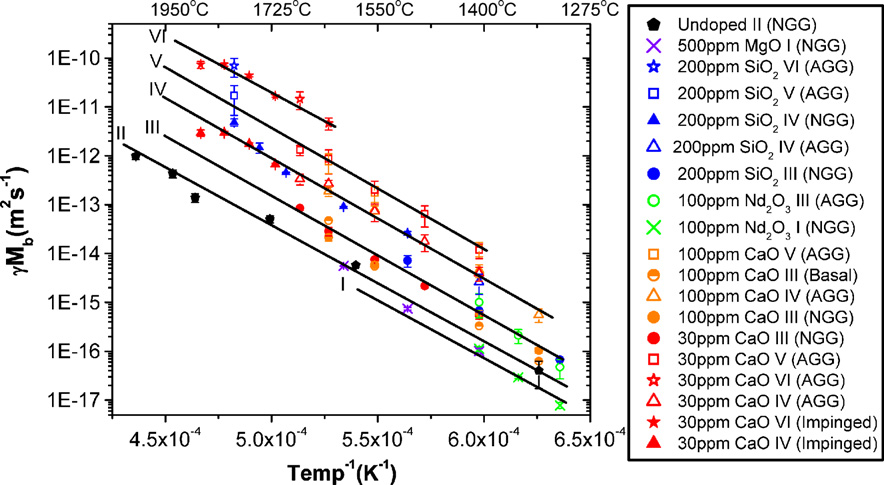 1950°C 1725°C 1550°C 1400°C 1275°C
1E-10
1E-11
1E-12
1E-13
1E-14
1E-15
1E-16
1E-17
γM_b(m²s⁻¹)
VI
V
IV
III
II
I
4.5x10⁻⁴ 5.0x10⁻⁴ 5.5x10⁻⁴ 6.0x10⁻⁴ 6.5x10⁻⁴
Temp⁻¹(K⁻¹)
Undoped II (NGG)
500ppm MgO I (NGG)
200ppm SiO₂ VI (AGG)
200ppm SiO₂ V (AGG)
200ppm SiO₂ IV (NGG)
200ppm SiO₂ IV (AGG)
200ppm SiO₂ III (NGG)
100ppm Nd₂O₃ III (AGG)
100ppm Nd₂O₃ I (NGG)
100ppm CaO V (AGG)
100ppm CaO III (Basal)
100ppm CaO IV (AGG)
100ppm CaO III (NGG)
30ppm CaO III (NGG)
30ppm CaO V (AGG)
30ppm CaO VI (AGG)
30ppm CaO IV (AGG)
30ppm CaO VI (Impinged)
30ppm CaO IV (Impinged)